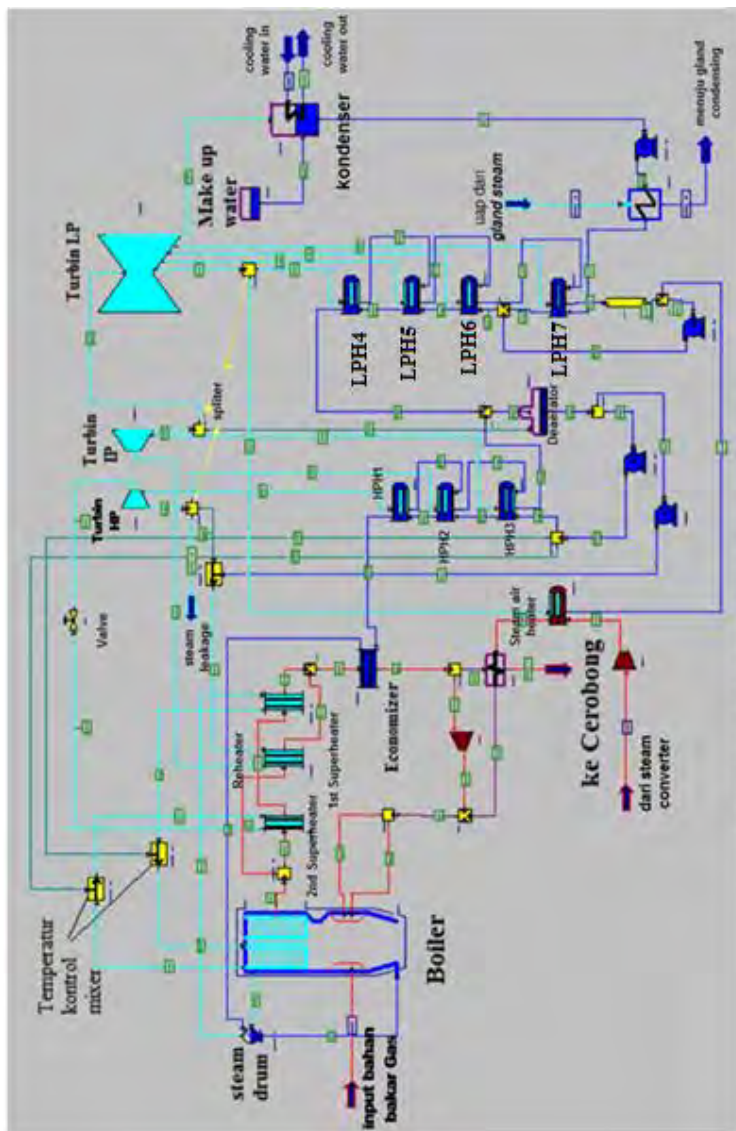 cooling
water in
cooling
water out
kondenser
Make up
water
menuju gland
condensing
uap dari
gland steam
Turbin LP
LPH4
LPH5
LPH6
LPH7
Turbin
IP
spliter
Deaerator
Turbin
HP
HPH1
HPH2
HPH3
Valve
steam
leakage
Steam air
heater
Reheater
1st Superheater
2nd Superheater
Economizer
ke Cerobong
dari steam
converter
Temperatur
kontrol
mixer
Boiler
steam
drum
input bahan
bakar Gas